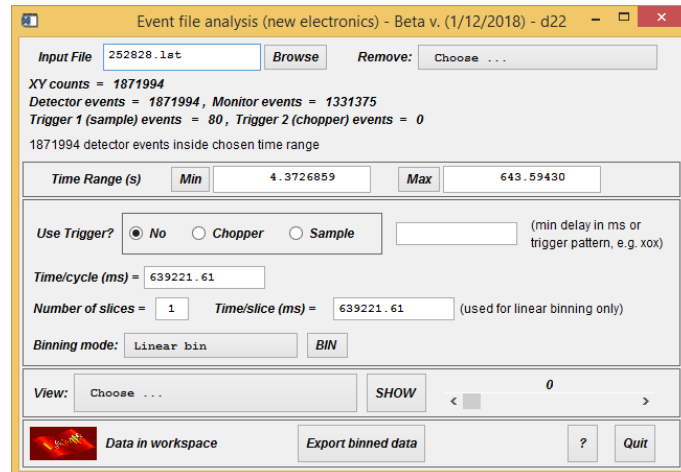 Event file analysis (new electronics) - Beta v. (1/12/2018) - d22
Input File 252828.lst Browse Remove: Choose ...
XY counts = 1871994
Detector events = 1871994 , Monitor events = 1331375
Trigger 1 (sample) events = 80 , Trigger 2 (chopper) events = 0
1871994 detector events inside chosen time range
Time Range (s) Min 4.3726859 Max 643.59430
Use Trigger? No Chopper Sample (min delay in ms or
trigger pattern, e.g. xox)
Time/cycle (ms) = 639221.61
Number of slices = 1 Time/slice (ms) = 639221.61 (used for linear binning only)
Binning mode: Linear bin BIN
View: Choose ... SHOW 0
Data in workspace Export binned data ? Quit